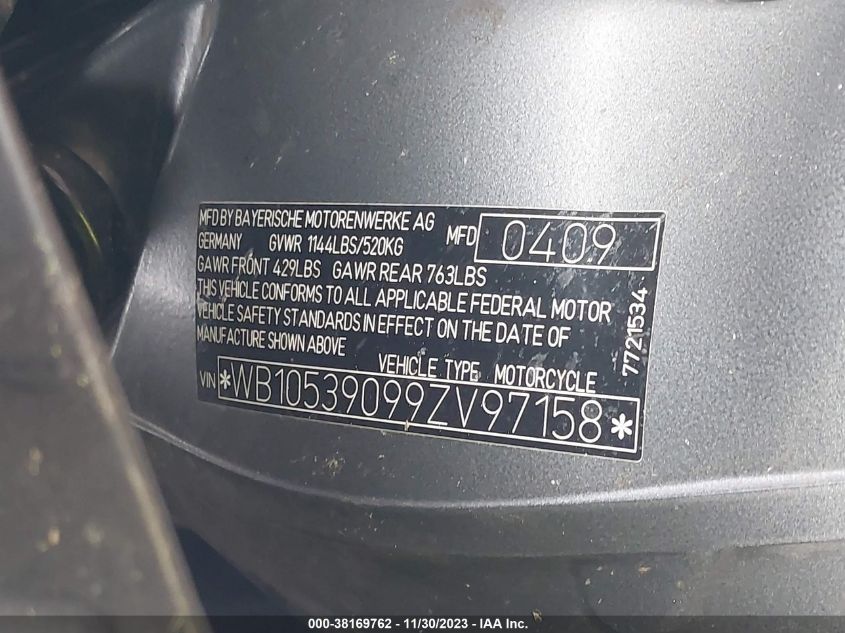 MFD BY BAYERISCHE MOTORENWERKE AG
GERMANY GVWR 1144LBS/520KG
MFD 0409
GAWR FRONT 429LBS GAWR REAR 763LBS
THIS VEHICLE CONFORMS TO ALL APPLICABLE FEDERAL MOTOR
VEHICLE SAFETY STANDARDS IN EFFECT ON THE DATE OF
MANUFACTURE SHOWN ABOVE
VEHICLE TYPE MOTORCYCLE
VIN *WB10539099ZV97158*
7721534
000-38169762 - 11/30/2023 - IAA Inc.